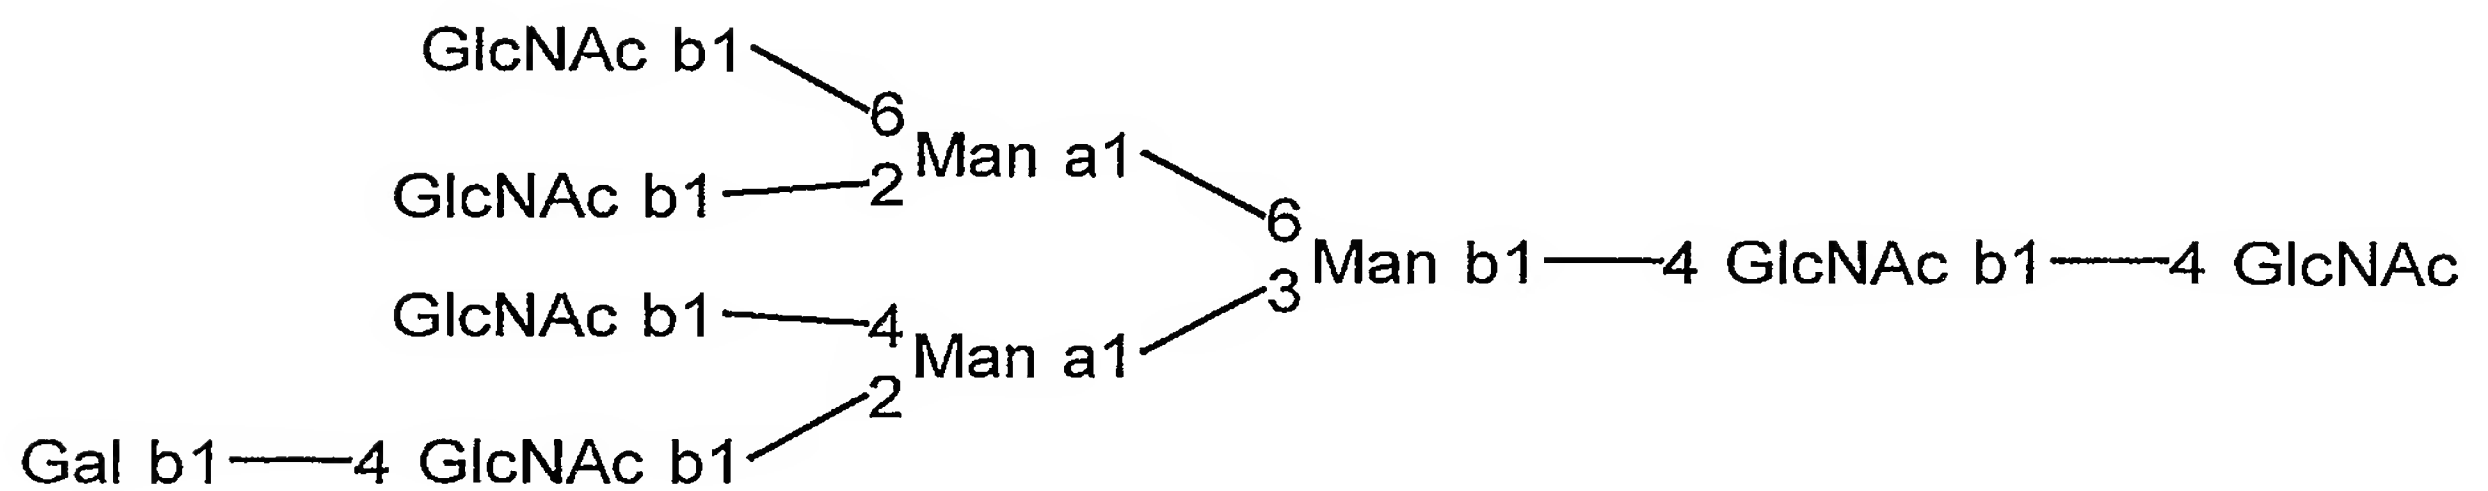 GlcNAc b1
6
Man a1
GlcNAc b1 2
6
Man b1 4 GlcNAc b1 4 GlcNAc
3
GlcNAc b1 4
Man a1
2
Gal b1 4 GlcNAc b1